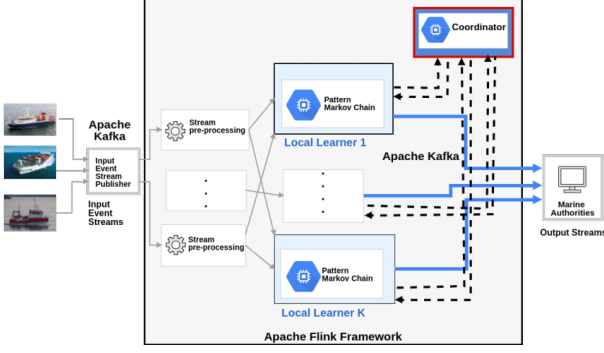 Coordinator
Apache
Kafka
Input
Event
Stream
Publisher
Input
Event
Streams
Stream
pre-processing
Stream
pre-processing
Pattern
Markov Chain
Local Learner 1
Apache Kafka
Pattern
Markov Chain
Local Learner K
Marine
Authorities
Output Streams
Apache Flink Framework